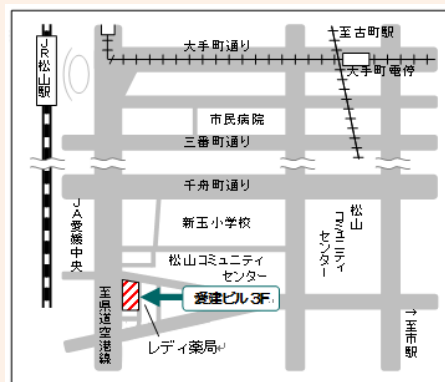 至古町駅
大手町通り
大手町電停
JR松山駅
市民病院
三番町通り
千舟町通り
JA愛媛中央
新玉小学校
松山
コミュニティ
センター
松山コミュニティ
センター
愛建ビル 3F
至県道空港線
レディ薬局
→至市駅